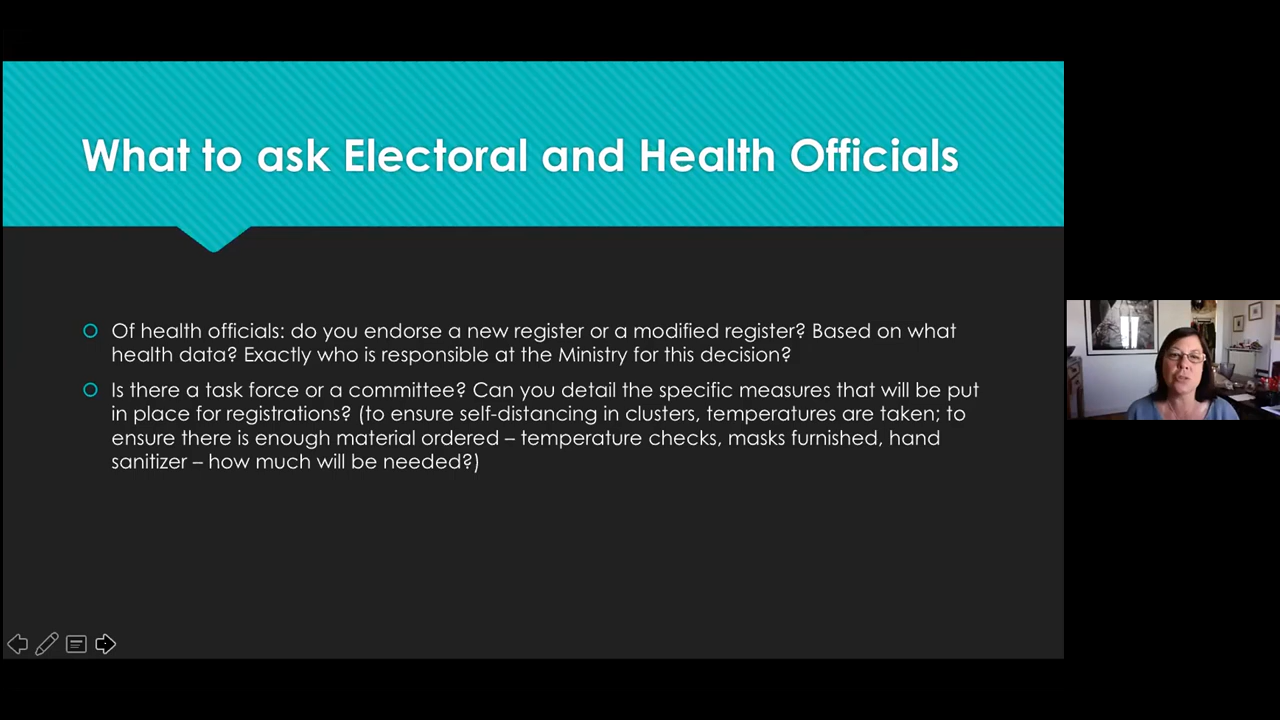 What to ask Electoral and Health Officials
Of health officials: do you endorse a new register or a modified register? Based on what
health data? Exactly who is responsible at the Ministry for this decision?
Is there a task force or a committee? Can you detail the specific measures that will be put
in place for registrations? (to ensure self-distancing in clusters, temperatures are taken; to
ensure there is enough material ordered – temperature checks, masks furnished, hand
sanitizer – how much will be needed?)